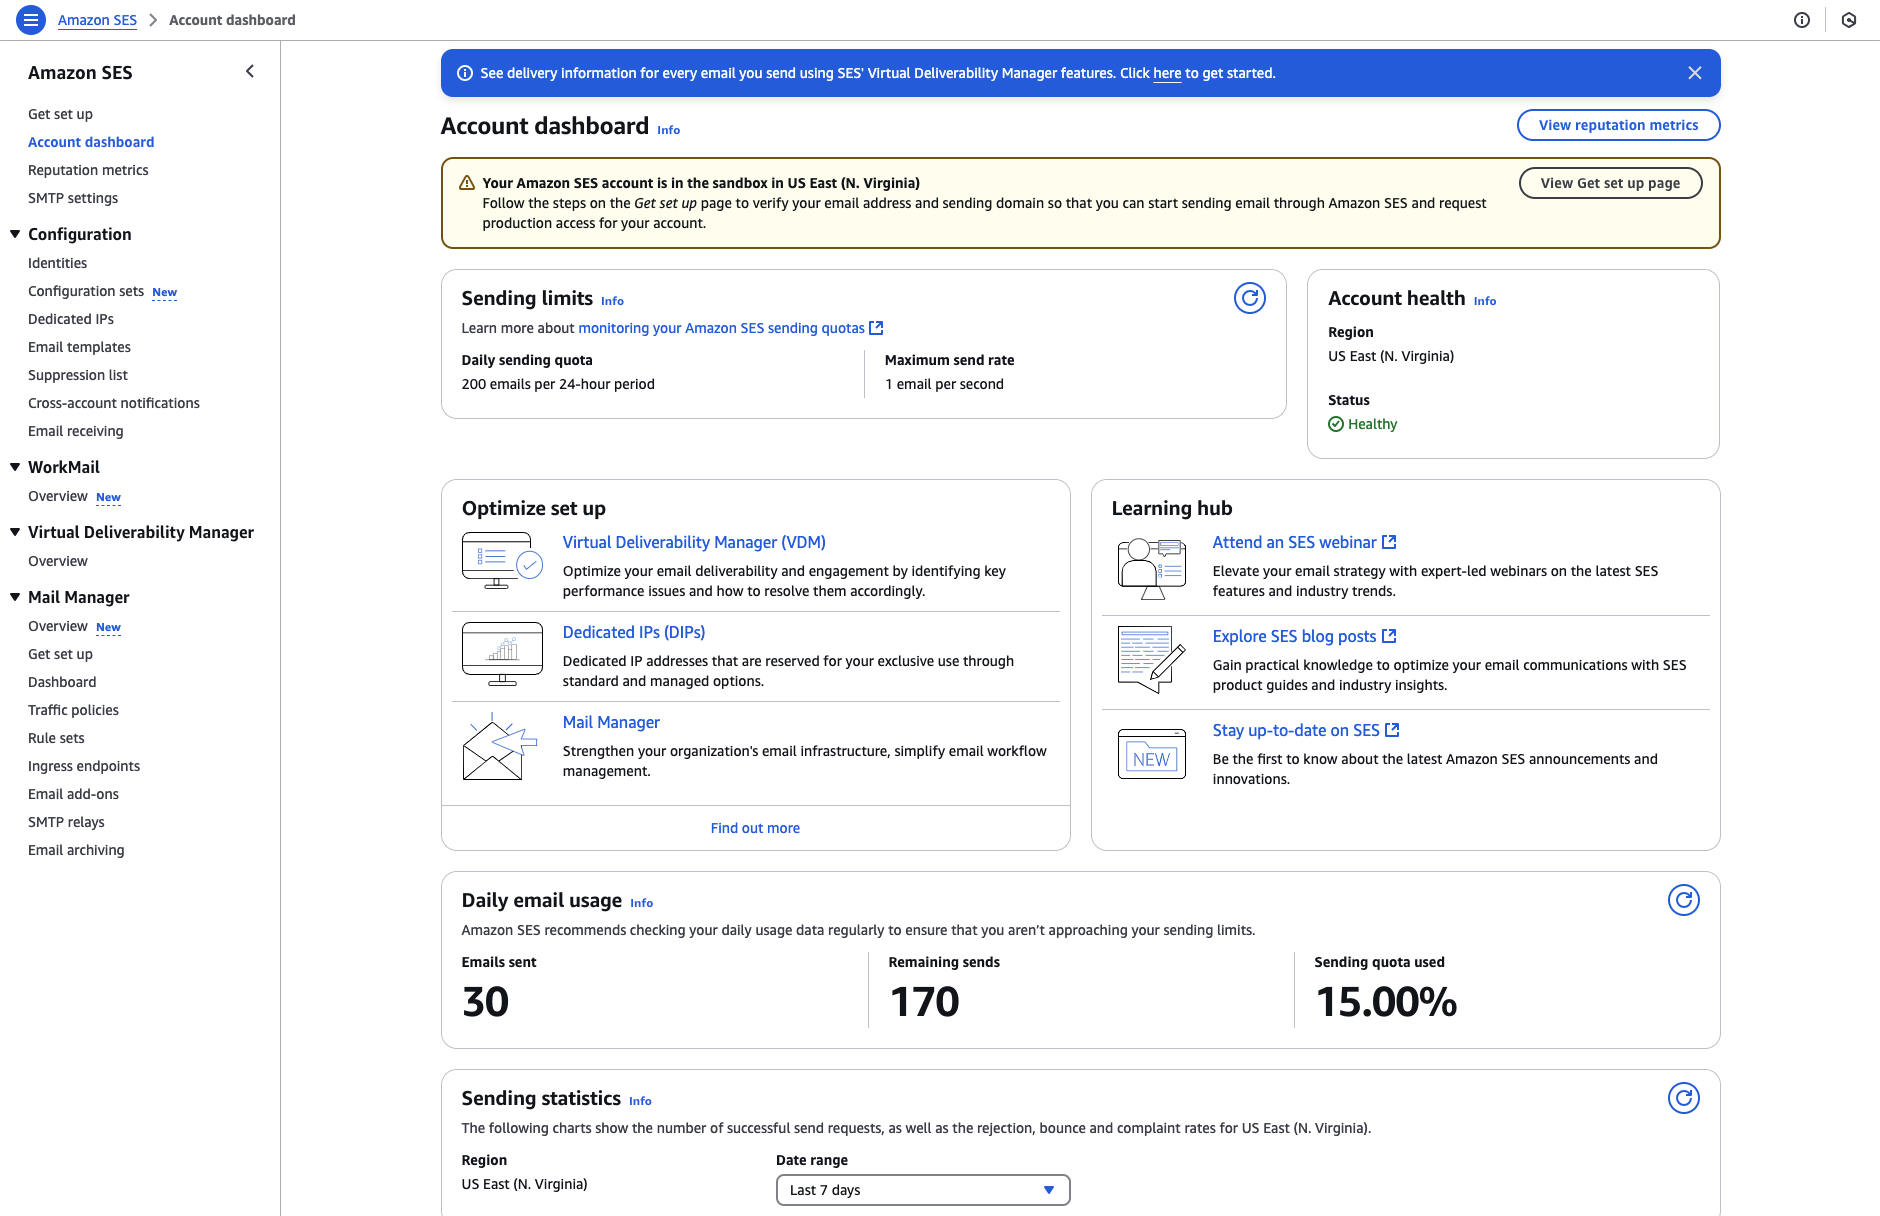 Amazon SES > Account dashboard
Amazon SES
Get set up
Account dashboard
Reputation metrics
SMTP settings
Configuration
Identities
Configuration sets New
Dedicated IPs
Email templates
Suppression list
Cross-account notifications
Email receiving
WorkMail
Overview New
Virtual Deliverability Manager
Overview
Mail Manager
Overview New
Get set up
Dashboard
Traffic policies
Rule sets
Ingress endpoints
Email add-ons
SMTP relays
Email archiving
See delivery information for every email you send using SES' Virtual Deliverability Manager features. Click here to get started.
Account dashboard Info
View reputation metrics
Your Amazon SES account is in the sandbox in US East (N. Virginia)
Follow the steps on the Get set up page to verify your email address and sending domain so that you can start sending email through Amazon SES and request
production access for your account.
View Get set up page
Sending limits Info
Learn more about monitoring your Amazon SES sending quotas
Daily sending quota
200 emails per 24-hour period
Maximum send rate
1 email per second
Account health Info
Region
US East (N. Virginia)
Status
Healthy
Optimize set up
Virtual Deliverability Manager (VDM)
Optimize your email deliverability and engagement by identifying key
performance issues and how to resolve them accordingly.
Dedicated IPs (DIPs)
Dedicated IP addresses that are reserved for your exclusive use through
standard and managed options.
Mail Manager
Strengthen your organization's email infrastructure, simplify email workflow
management.
Find out more
Learning hub
Attend an SES webinar
Elevate your email strategy with expert-led webinars on the latest SES
features and industry trends.
Explore SES blog posts
Gain practical knowledge to optimize your email communications with SES
product guides and industry insights.
NEW
Stay up-to-date on SES
Be the first to know about the latest Amazon SES announcements and
innovations.
Daily email usage Info
Amazon SES recommends checking your daily usage data regularly to ensure that you aren't approaching your sending limits.
Emails sent
30
Remaining sends
170
Sending quota used
15.00%
Sending statistics Info
The following charts show the number of successful send requests, as well as the rejection, bounce and complaint rates for US East (N. Virginia).
Region
US East (N. Virginia)
Date range
Last 7 days